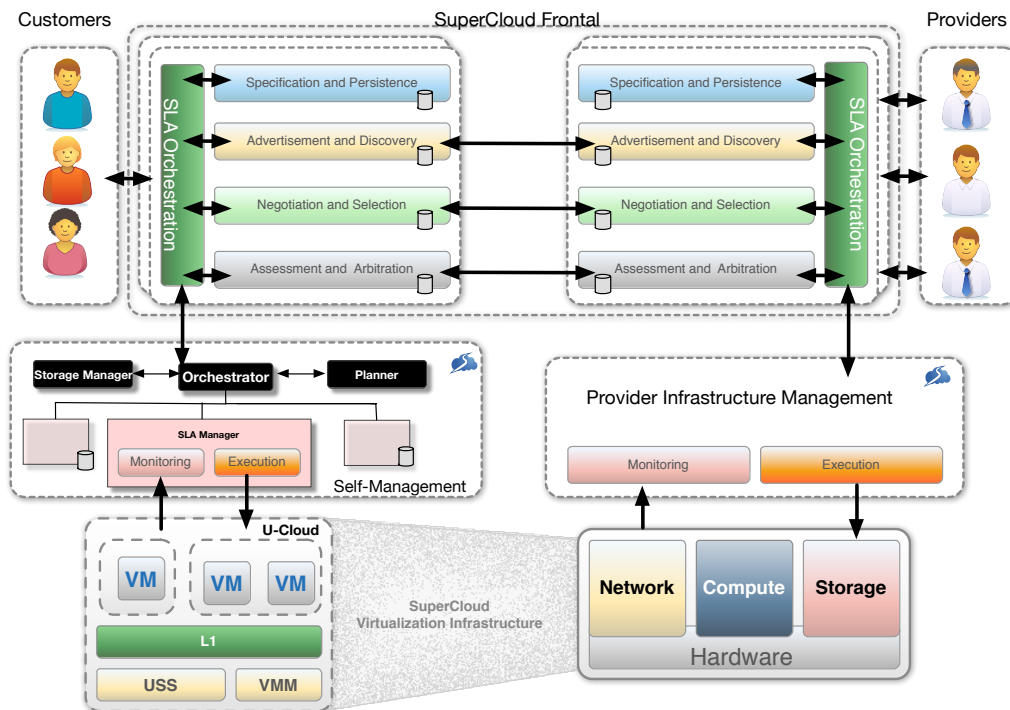 Customers
SuperCloud Frontal
Providers
SLA Orchestration
Specification and Persistence
Advertisement and Discovery
Negotiation and Selection
Assessment and Arbitration
Specification and Persistence
Advertisement and Discovery
Negotiation and Selection
Assessment and Arbitration
SLA Orchestration
Storage Manager
Orchestrator
Planner
SLA Manager
Monitoring
Execution
Self-Management
Provider Infrastructure Management
Monitoring
Execution
U-Cloud
VM
VM
VM
L1
USS
VMM
SuperCloud
Virtualization Infrastructure
Network
Compute
Storage
Hardware